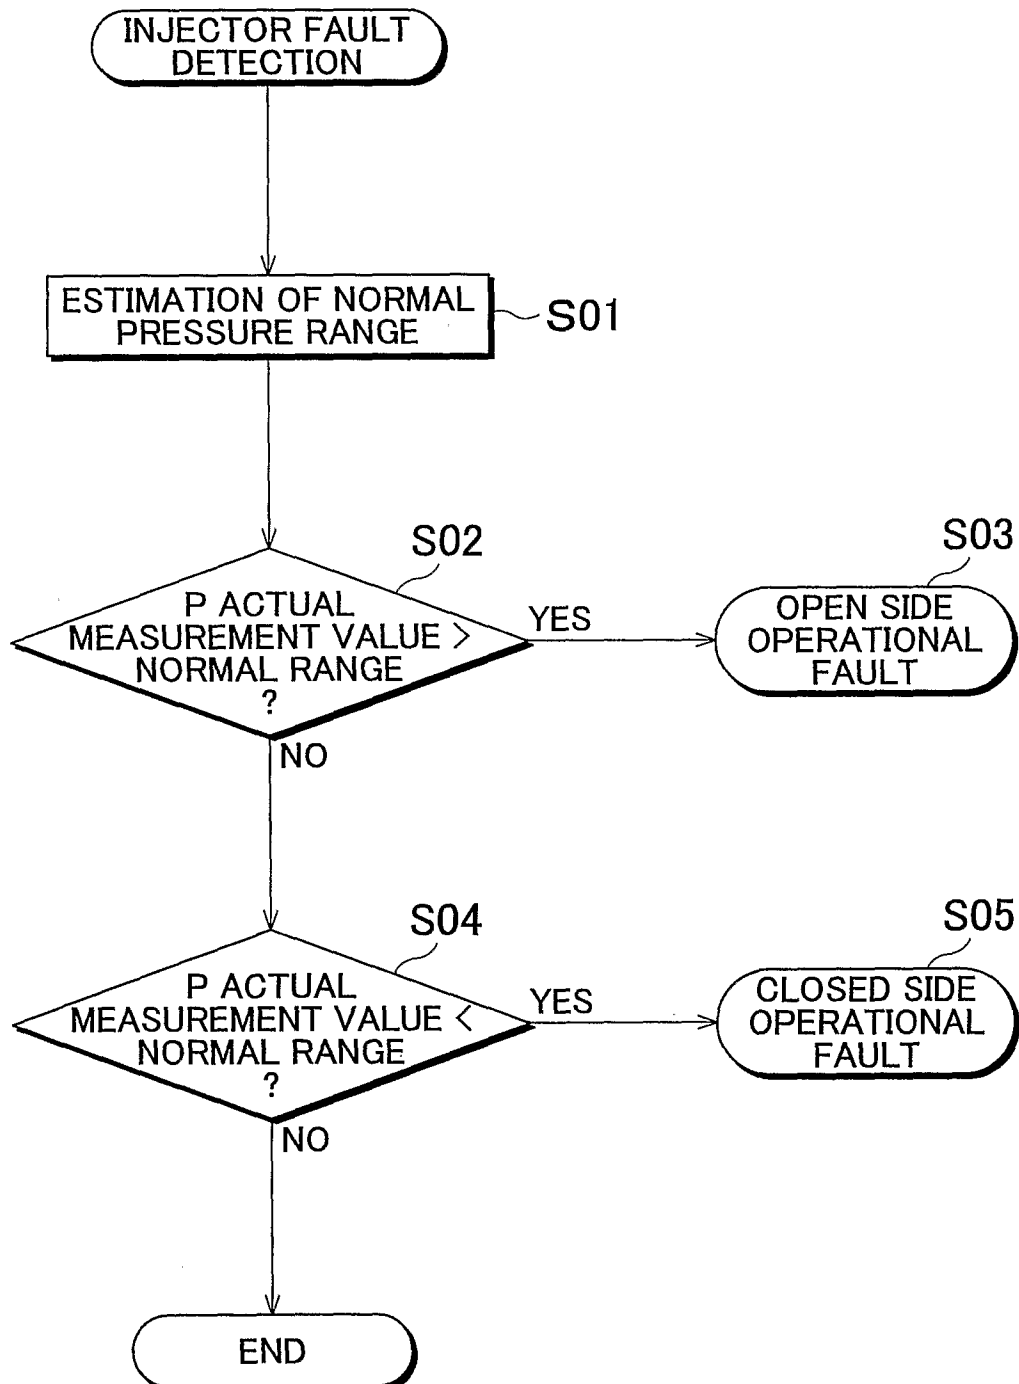 INJECTOR FAULT
DETECTION
ESTIMATION OF NORMAL
PRESSURE RANGE
S01
S02
P ACTUAL
MEASUREMENT VALUE >
NORMAL RANGE
?
YES
NO
S03
OPEN SIDE
OPERATIONAL
FAULT
S04
P ACTUAL
MEASUREMENT VALUE <
NORMAL RANGE
?
YES
NO
S05
CLOSED SIDE
OPERATIONAL
FAULT
END